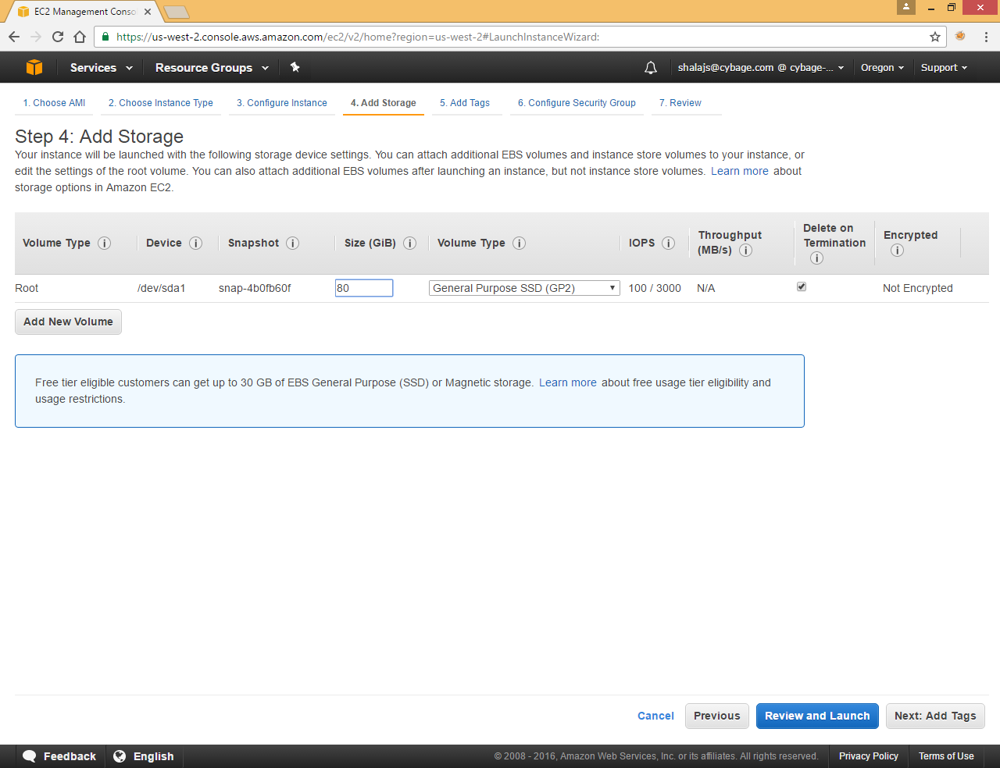 EC2 Management Conso
https://us-west-2.console.aws.amazon.com/ec2/v2/home?region=us-west-2#LaunchInstanceWizard:
Services Resource Groups shalajs@cybage.com @ cybage-... Oregon Support
1. Choose AMI 2. Choose Instance Type 3. Configure Instance 4. Add Storage 5. Add Tags 6. Configure Security Group 7. Review
Step 4: Add Storage
Your instance will be launched with the following storage device settings. You can attach additional EBS volumes and instance store volumes to your instance, or
edit the settings of the root volume. You can also attach additional EBS volumes after launching an instance, but not instance store volumes. Learn more about
storage options in Amazon EC2.
Volume Type i Device i Snapshot i Size (GiB) i Volume Type i IOPS i Throughput (MB/s) i Delete on Termination i Encrypted i
Root /dev/sda1 snap-4b0fb60f 80 General Purpose SSD (GP2) 100 / 3000 N/A Not Encrypted
Add New Volume
Free tier eligible customers can get up to 30 GB of EBS General Purpose (SSD) or Magnetic storage. Learn more about free usage tier eligibility and
usage restrictions.
Cancel Previous Review and Launch Next: Add Tags
Feedback English © 2008 - 2016, Amazon Web Services, Inc. or its affiliates. All rights reserved. Privacy Policy Terms of Use